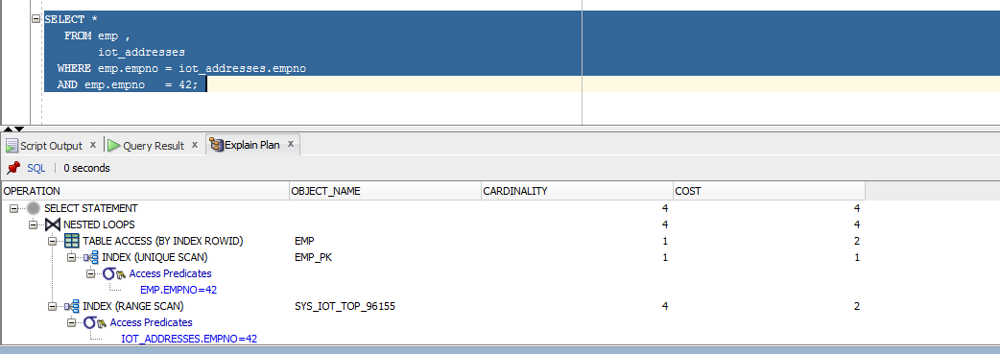 SELECT *
FROM emp ,
iot_addresses
WHERE emp.empno = iot_addresses.empno
AND emp.empno   = 42;
Script Output x Query Result x Explain Plan x
SQL | 0 seconds
OPERATION OBJECT_NAME CARDINALITY COST
SELECT STATEMENT 4 4
NESTED LOOPS 4 4
TABLE ACCESS (BY INDEX ROWID) EMP 1 2
INDEX (UNIQUE SCAN) EMP_PK 1 1
Access Predicates
EMP.EMPNO=42
INDEX (RANGE SCAN) SYS_IOT_TOP_96155 4 2
Access Predicates
IOT_ADDRESSES.EMPNO=42